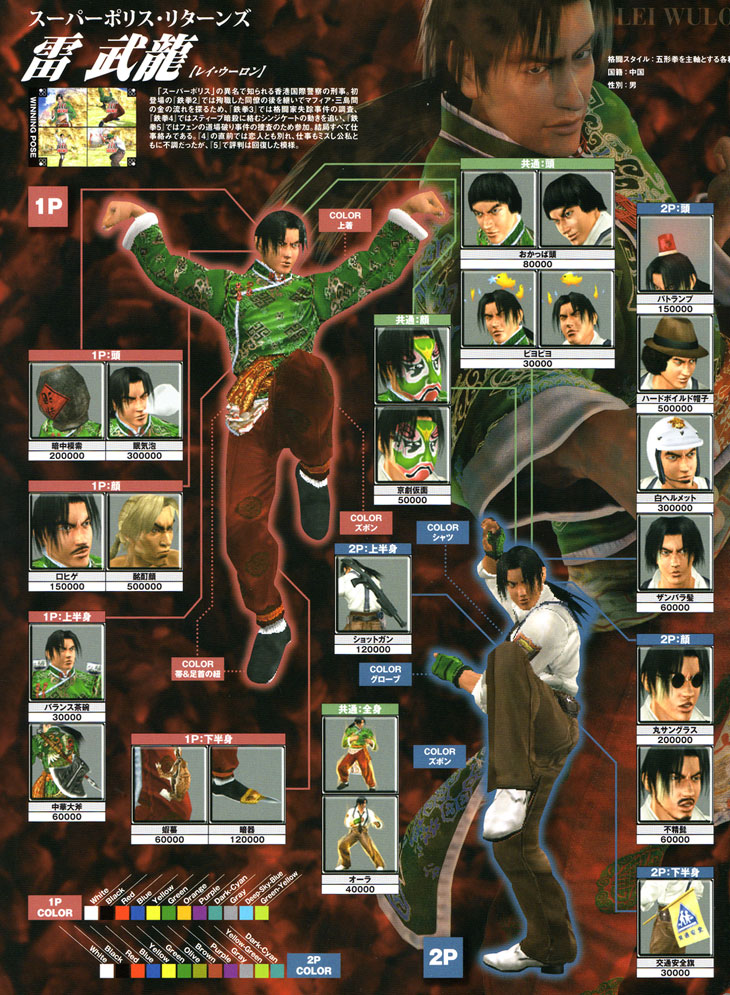 スーパーポリス・リターンズ
雷 武龍【レイ・ウーロン】
LEI WULO
格闘スタイル：五形拳を主軸とする各種
国籍：中国
性別：男
WINNING POSE
『スーパーポリス』の異名で知られる香港国際警察の刑事。初
登場の『鉄拳2』では殉職した同僚の後を継いでマフィア・三島間
の金の流れを探るため、『鉄拳3』では格闘家失踪事件の調査、
『鉄拳4』ではスティーブ暗殺に絡むシンジケートの動きを追い、『鉄
拳5』ではフェンの道場破り事件の捜査のため参加。結局すべて仕
事絡みである。『4』の直前では恋人とも別れ、仕事もミスし公私と
もに不調だったが、『5』で評判は回復した模様。
1P
COLOR
上着
共通：頭
おかっぱ頭
80000
ピヨピヨ
30000
2P：頭
パトランプ
150000
ハードボイルド帽子
500000
白ヘルメット
300000
ザンバラ髪
60000
共通：顔
京劇仮面
50000
1P：頭
暗中模索
200000
眠気泡
300000
1P：顔
口ヒゲ
150000
酩酊顔
500000
COLOR
ズボン
COLOR
シャツ
2P：上半身
ショットガン
120000
1P：上半身
バランス茶碗
30000
中華大斧
60000
COLOR
帯&足首の紐
COLOR
グローブ
2P：顔
丸サングラス
200000
不精髭
60000
共通：全身
オーラ
40000
COLOR
ズボン
1P：下半身
蝦蟇
60000
暗器
120000
2P：下半身
交通安全旗
30000
1P
COLOR
White
Black
Red
Blue
Yellow
Green
Orange
Purple
Dark-Cyan
Gray
Deep-Sky-Blue
Green-Yellow
White
Black
Red
Blue
Yellow
Green
Olive
Brown
Purple
Gray
Yellow-Green
Dark-Cyan
2P
COLOR
2P